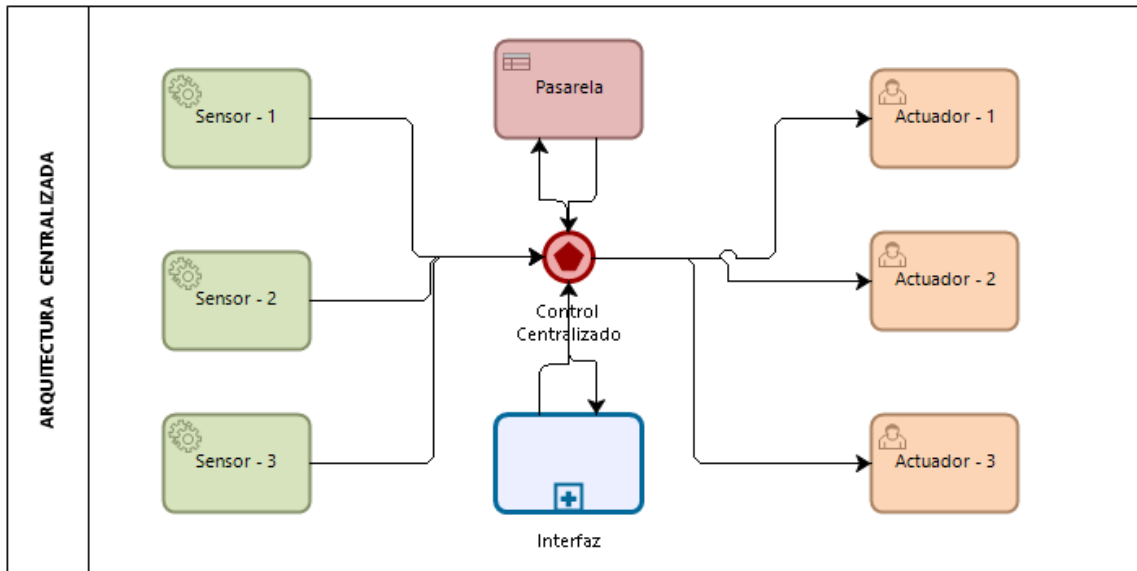 ARQUITECTURA CENTRALIZADA
Pasarela
Sensor - 1
Actuador - 1
Sensor - 2
Control
Centralizado
Actuador - 2
Sensor - 3
Actuador - 3
Interfaz